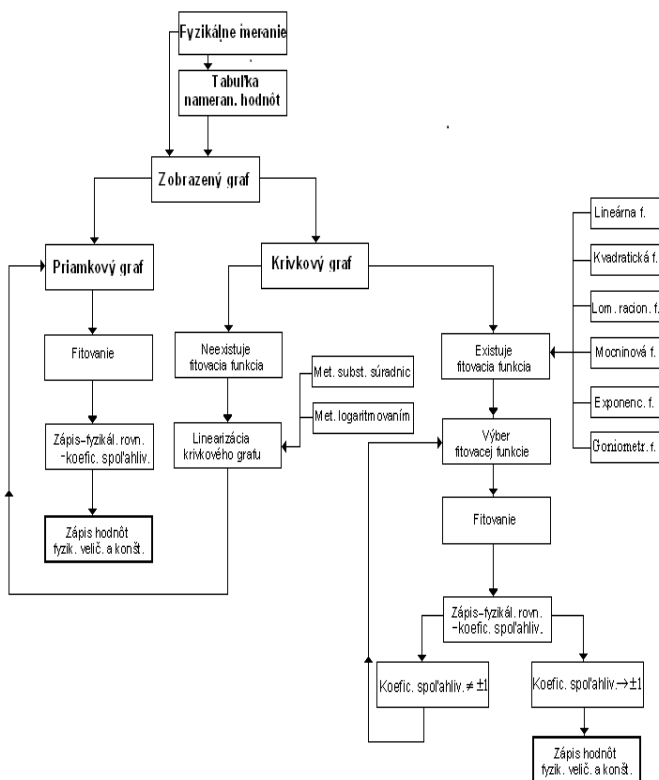 Fyzikálne meranie
Tabuľka
nameran. hodnôt
Zobrazený graf
Priamkový graf
Krivkový graf
Lineárna f.
Kvadratická f.
Lom. racion. f.
Mocninová f.
Exponenc. f.
Goniometr. f.
Fitovanie
Neexistuje
fitovacia funkcia
Existuje
fitovacia funkcia
Met. subst. súradnic
Met. logaritmovaním
Zápis-fyzikál. rovn.
-koefic. spoľahliv.
Linearizácia
krivkového grafu
Výber
fitovacej funkcie
Zápis hodnôt
fyzik. velič. a konšt.
Fitovanie
Zápis-fyzikál. rovn.
-koefic. spoľahliv.
Koefic. spoľahliv. ≠ ±1
Koefic. spoľahliv. → ±1
Zápis hodnôt
fyzik. velič. a konšt.